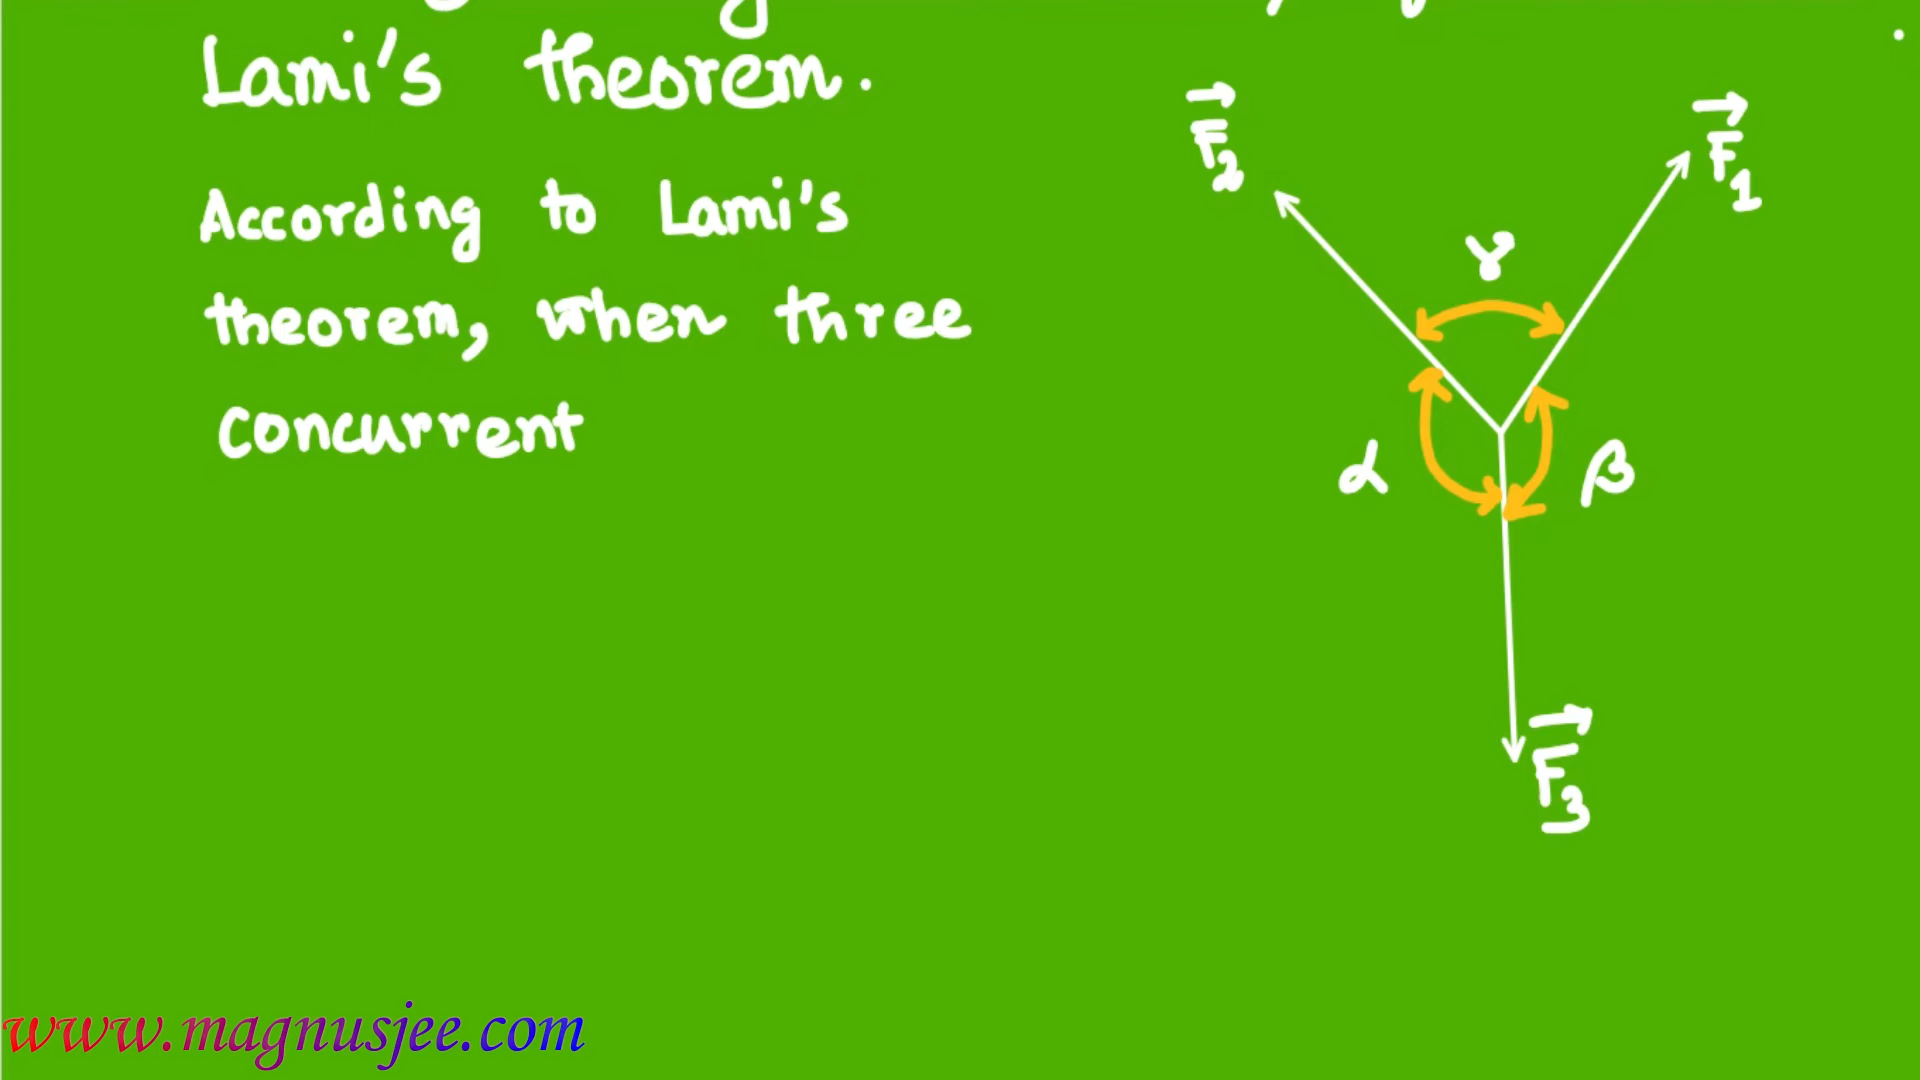 Lami's theorem.
According to Lami's
theorem, when three
concurrent
F₂
F₁
γ
α
β
F₃
www.magnusjee.com